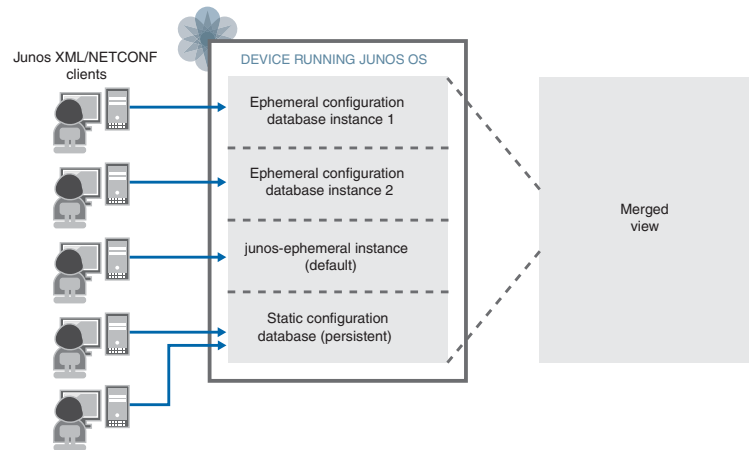 Junos XML/NETCONF
clients
DEVICE RUNNING JUNOS OS
Ephemeral configuration
database instance 1
Ephemeral configuration
database instance 2
junos-ephemeral instance
(default)
Static configuration
database (persistent)
Merged
view